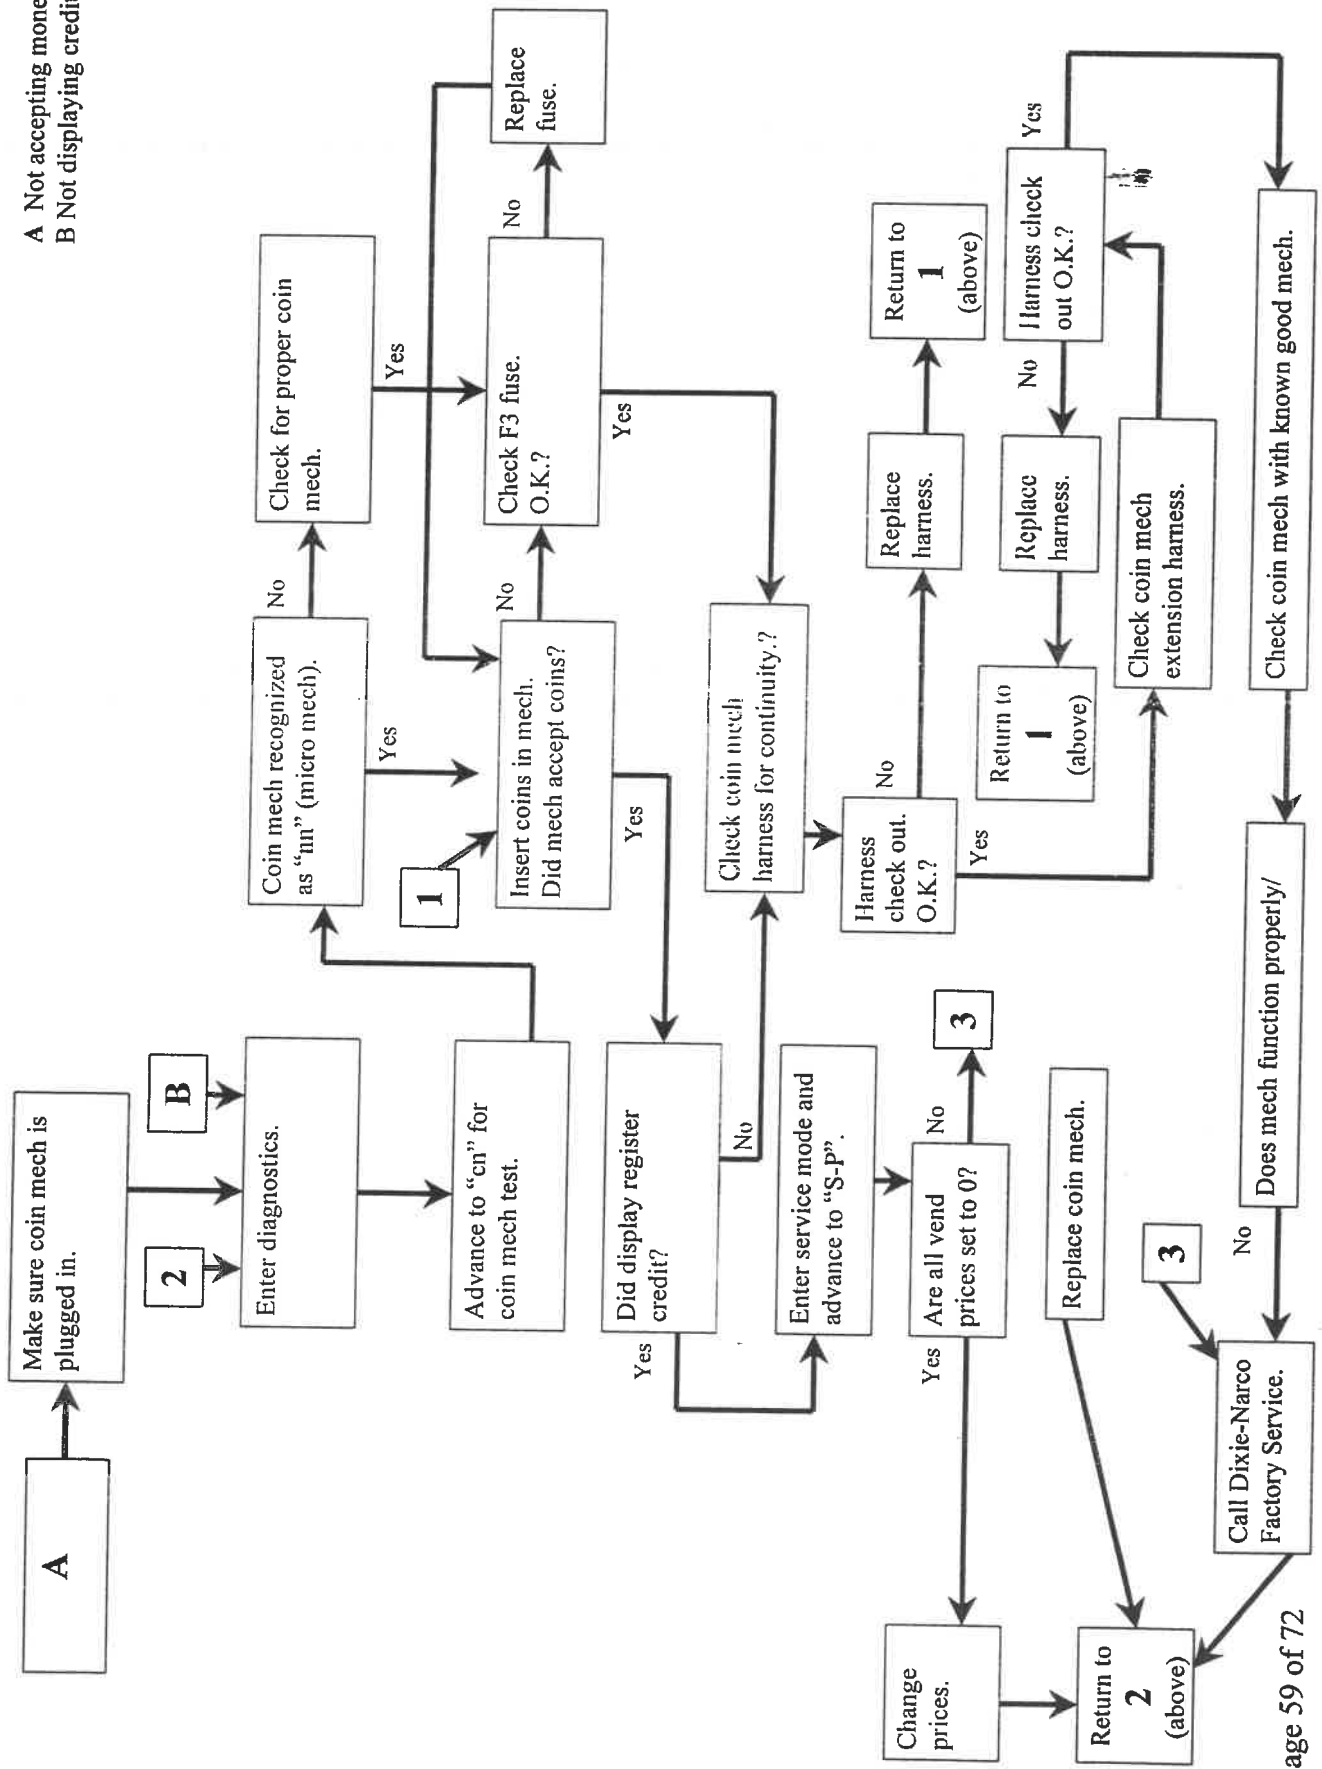 A Not accepting mone
B Not displaying credi
A
Make sure coin mech is
plugged in.
2
B
Enter diagnostics.
Advance to “cn” for
coin mech test.
Coin mech recognized
as “nn” (micro mech).
No
Check for proper coin
mech.
Yes
Yes
1
Insert coins in mech.
Did mech accept coins?
No
Check F3 fuse.
O.K.?
No
Replace
fuse.
Yes
Yes
Did display register
credit?
Yes
No
Check coin mech
harness for continuity.?
Enter service mode and
advance to “S-P”.
Harness
check out.
O.K.?
No
Replace
harness.
Return to
1
(above)
Yes
Are all vend
prices set to 0?
Yes
No
3
Change
prices.
Return to
1
(above)
Replace
harness.
No
Harness check
out O.K.?
Yes
Replace coin mech.
Return to
2
(above)
Check coin mech
extension harness.
3
Call Dixie-Narco
Factory Service.
No
Does mech function properly/
Check coin mech with known good mech.
age 59 of 72